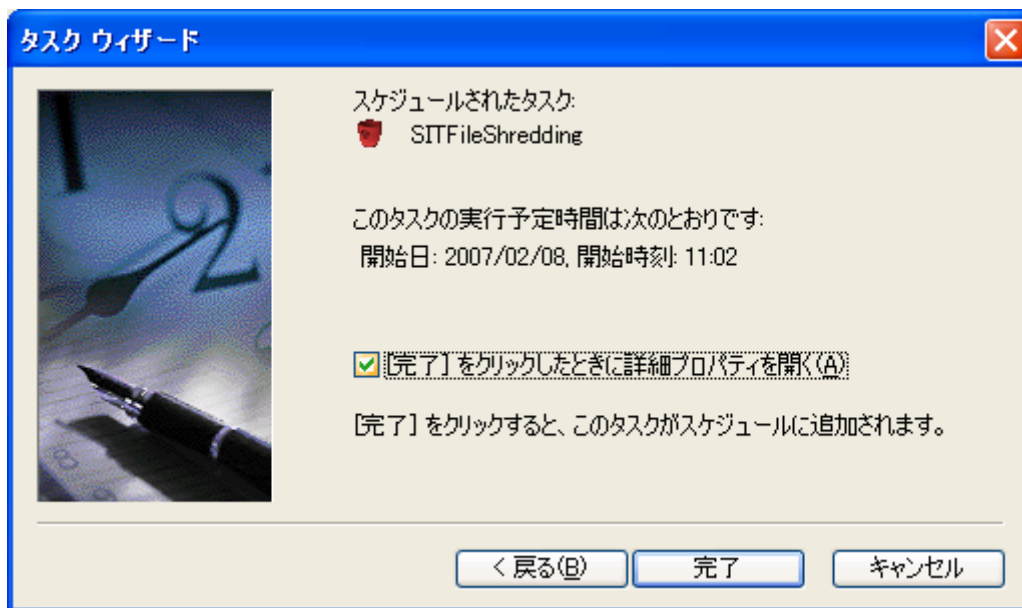 タスク ウィザード
スケジュールされたタスク:
SITFileShredding
このタスクの実行予定時間は次のとおりです:
開始日: 2007/02/08, 開始時刻: 11:02
[完了] をクリックしたときに詳細プロパティを開く(A)
[完了] をクリックすると、このタスクがスケジュールに追加されます。
< 戻る(B)
完了
キャンセル